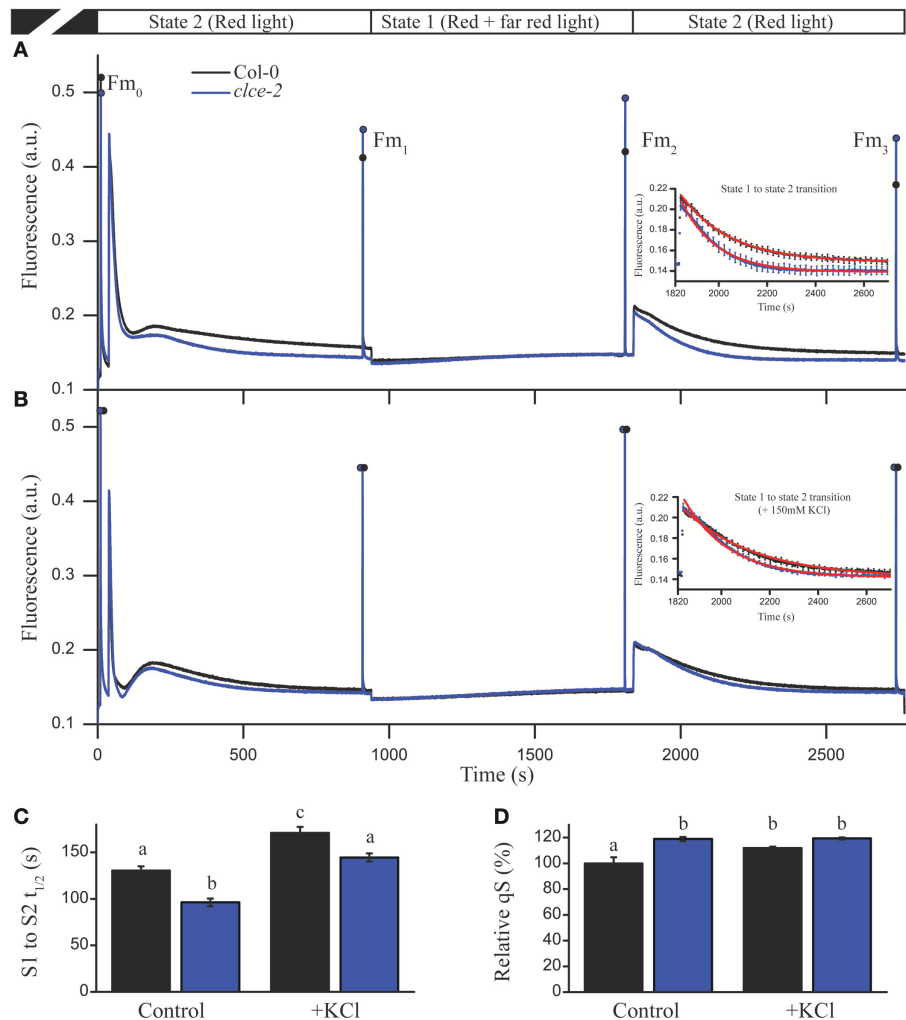 State 2 (Red light) State 1 (Red + far red light) State 2 (Red light)
A
Col-0
clce-2
Fm0
Fm1
Fm2
Fm3
0.5
0.4
0.3
0.2
0.1
Fluorescence (a.u.)
State 1 to state 2 transition
0.22
0.20
0.18
0.16
0.14
Fluorescence (a.u.)
1820 2000 2200 2400 2600
Time (s)
B
0.5
0.4
0.3
0.2
0.1
Fluorescence (a.u.)
State 1 to state 2 transition
(+ 150mM KCl)
0.22
0.20
0.18
0.16
0.14
Fluorescence (a.u.)
1820 2000 2200 2400 2600
Time (s)
0 500 1000 1500 2000 2500
Time (s)
C
S1 to S2 t1/2 (s)
150
100
50
0
a
b
c
a
Control +KCl
D
Relative qS (%)
120
100
80
60
40
20
0
a
b
b
b
Control +KCl